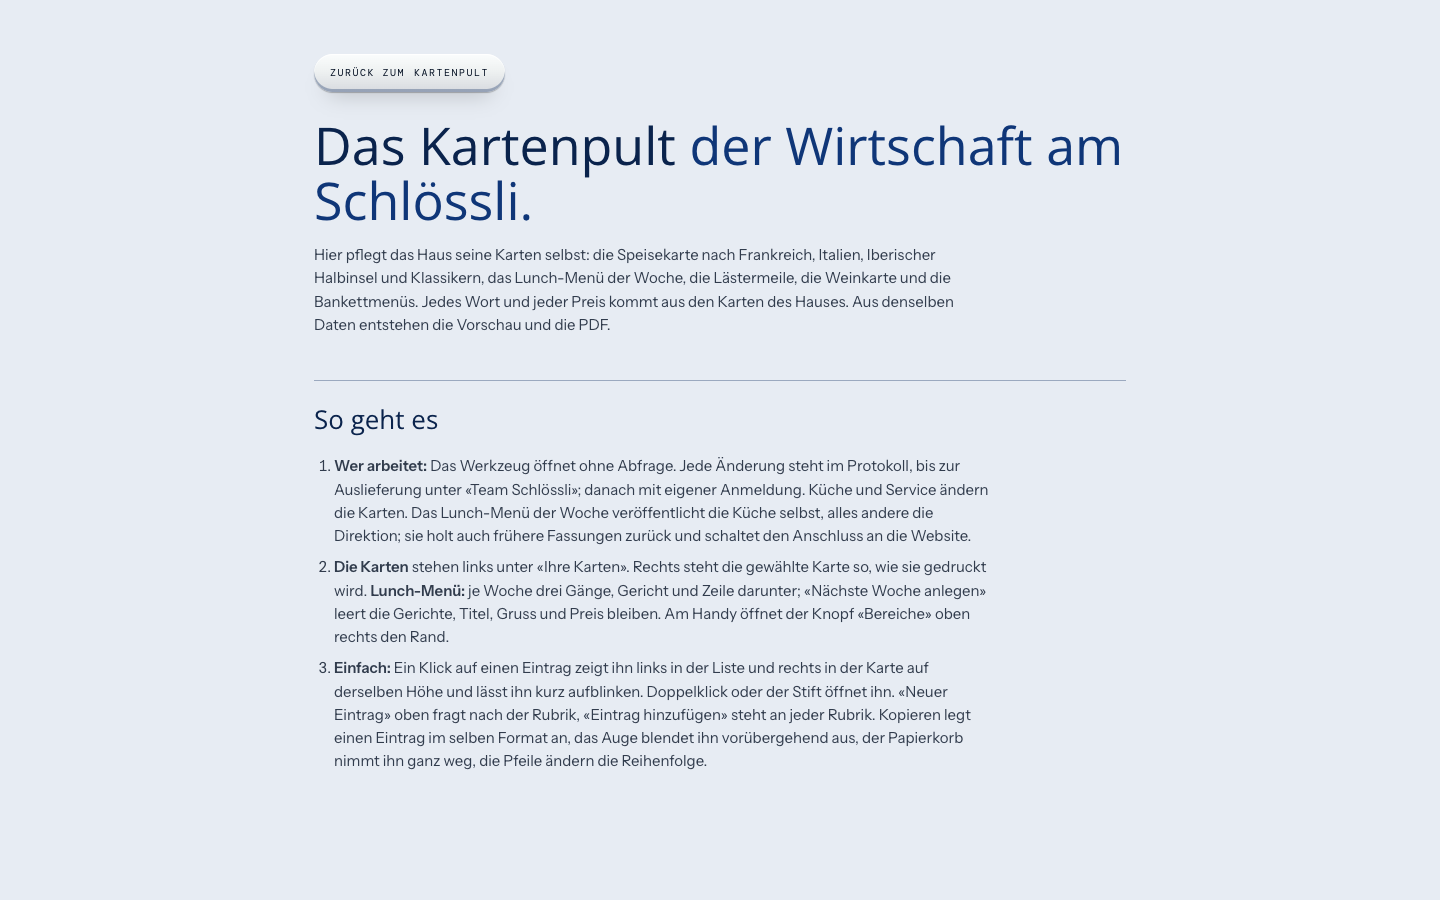 ZURÜCK ZUM KARTENPULT
Das Kartenpult der Wirtschaft am
Schlössli.
Hier pflegt das Haus seine Karten selbst: die Speisekarte nach Frankreich, Italien, Iberischer
Halbinsel und Klassikern, das Lunch-Menü der Woche, die Lästermeile, die Weinkarte und die
Bankettmenüs. Jedes Wort und jeder Preis kommt aus den Karten des Hauses. Aus denselben
Daten entstehen die Vorschau und die PDF.
So geht es
1. Wer arbeitet: Das Werkzeug öffnet ohne Abfrage. Jede Änderung steht im Protokoll, bis zur
Auslieferung unter «Team Schlössli»; danach mit eigener Anmeldung. Küche und Service ändern
die Karten. Das Lunch-Menü der Woche veröffentlicht die Küche selbst, alles andere die
Direktion; sie holt auch frühere Fassungen zurück und schaltet den Anschluss an die Website.
2. Die Karten stehen links unter «Ihre Karten». Rechts steht die gewählte Karte so, wie sie gedruckt
wird. Lunch-Menü: je Woche drei Gänge, Gericht und Zeile darunter; «Nächste Woche anlegen»
leert die Gerichte, Titel, Gruss und Preis bleiben. Am Handy öffnet der Knopf «Bereiche» oben
rechts den Rand.
3. Einfach: Ein Klick auf einen Eintrag zeigt ihn links in der Liste und rechts in der Karte auf
derselben Höhe und lässt ihn kurz aufblinken. Doppelklick oder der Stift öffnet ihn. «Neuer
Eintrag» oben fragt nach der Rubrik, «Eintrag hinzufügen» steht an jeder Rubrik. Kopieren legt
einen Eintrag im selben Format an, das Auge blendet ihn vorübergehend aus, der Papierkorb
nimmt ihn ganz weg, die Pfeile ändern die Reihenfolge.